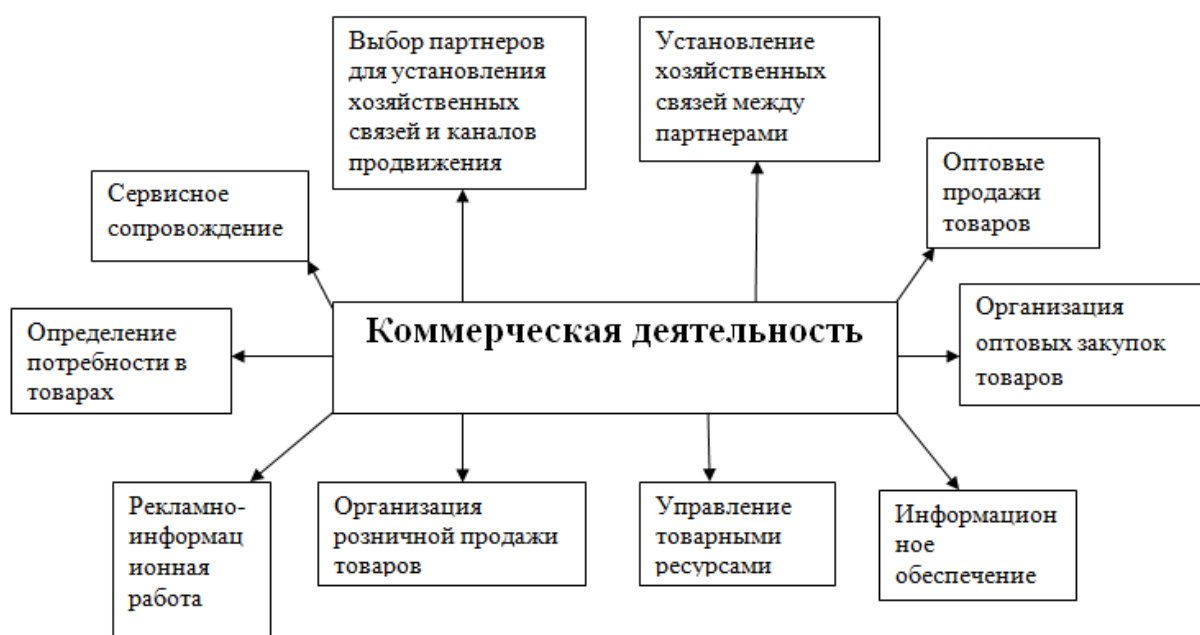 Выбор партнеров
для установления
хозяйственных
связей и каналов
продвижения
Установление
хозяйственных
связей между
партнерами
Оптовые
продажи
товаров
Сервисное
сопровождение
Коммерческая деятельность
Организация
оптовых закупок
товаров
Определение
потребности в
товарах
Рекламно-
информац
ионная
работа
Организация
розничной продажи
товаров
Управление
товарными
ресурсами
Информацион
ное
обеспечение